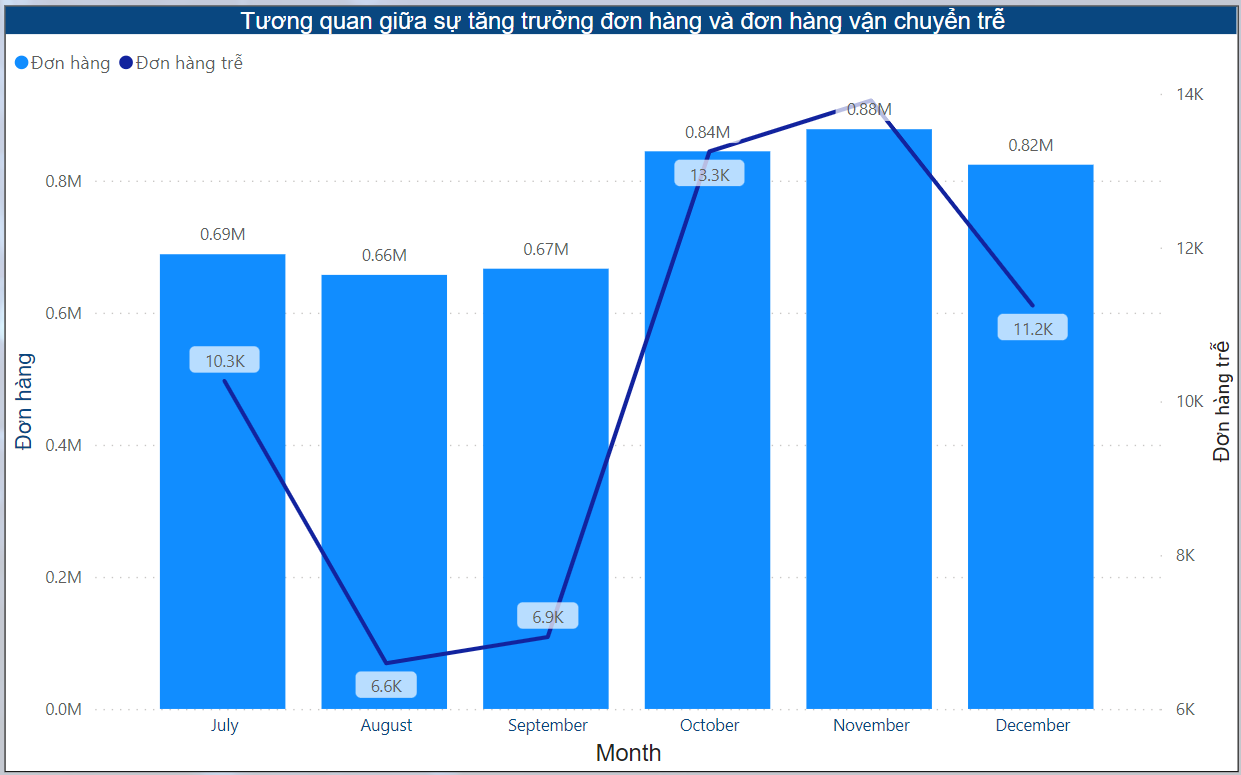 Tương quan giữa sự tăng trưởng đơn hàng và đơn hàng vận chuyển trễ
Đơn hàng Đơn hàng trễ
14K
0.88M
0.84M
0.82M
13.3K
0.8M
0.69M
0.67M
0.66M
12K
0.6M
11.2K
10.3K
10K
Đơn hàng
Đơn hàng trễ
0.4M
8K
0.2M
6.9K
6.6K
0.0M
6K
July August September October November December
Month